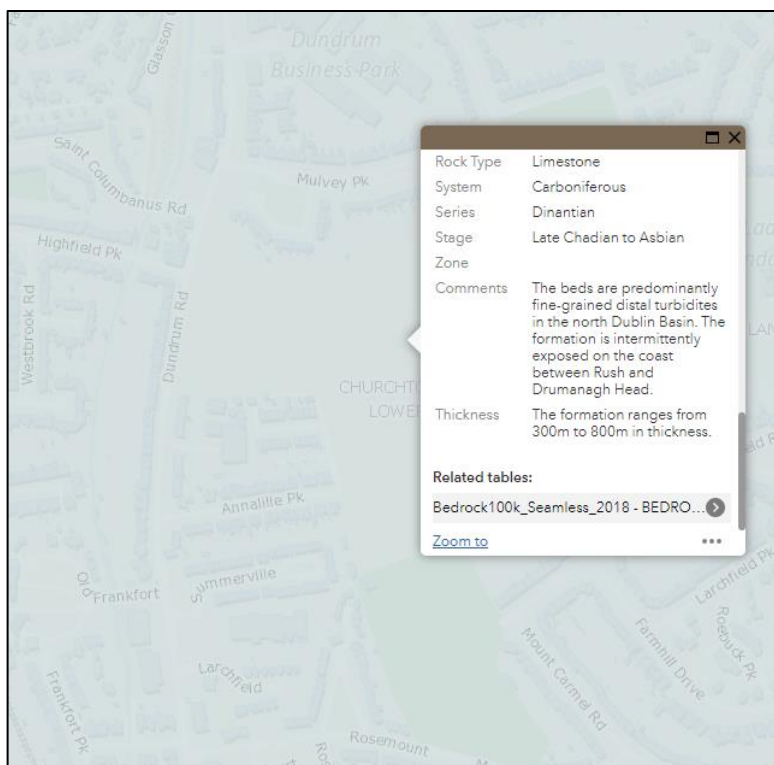 Glasson
Dundrum
Business Park
Saint Columbanus Rd
Mulvey Pk
Highfield Pk
Westbrook Rd
Dundrum Rd
CHURCHTO
LOWER
Annaille Pk
Old Frankfort
Summerville
Larchfield
Frankfort Pk
Rosemount
Mount Carmel Rd
Farmhill Drive
Roebuck Pk
Larchfield Pk
Rock Type Limestone
System Carboniferous
Series Dinantian
Stage Late Chadian to Asbian
Zone
Comments The beds are predominantly
fine-grained distal turbidites
in the north Dublin Basin. The
formation is intermittently
exposed on the coast
between Rush and
Drumanagh Head.
Thickness The formation ranges from
300m to 800m in thickness.
Related tables:
Bedrock100k_Seamless_2018 - BEDRO...
Zoom to